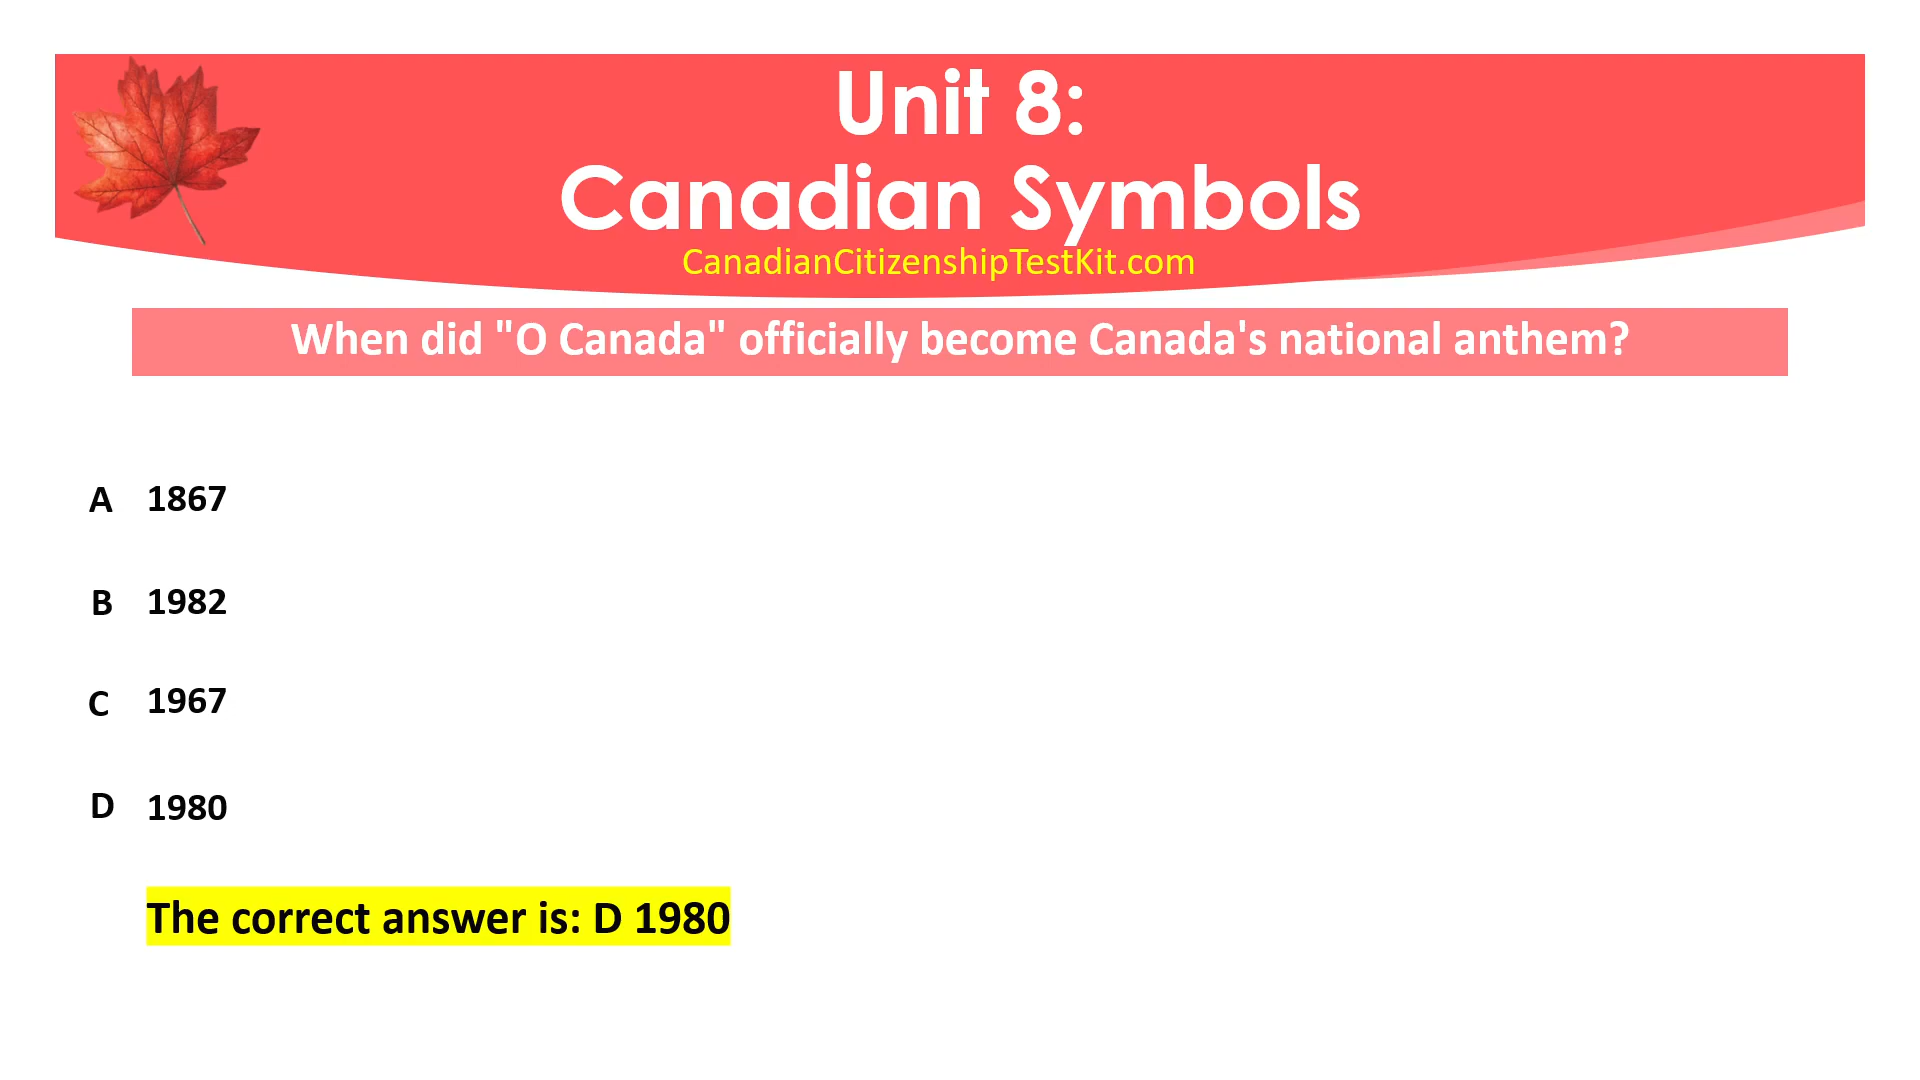 Unit 8:
Canadian Symbols
CanadianCitizenshipTestKit.com
When did "O Canada" officially become Canada's national anthem?
A 1867
B 1982
C 1967
D 1980
The correct answer is: D 1980